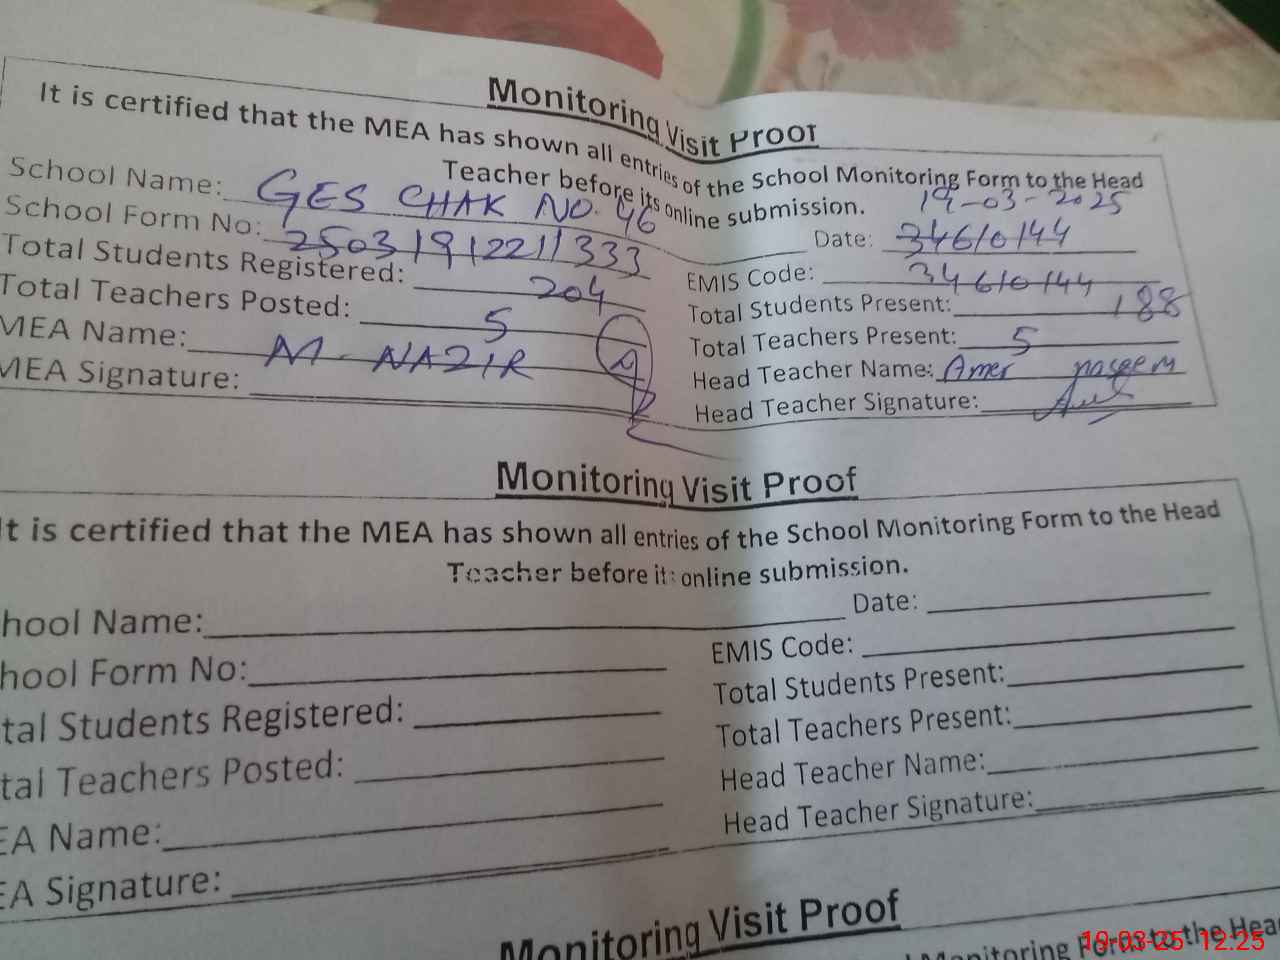 Monitoring Visit Proof
It is certified that the MEA has shown all entries of the School Monitoring Form to the Head
Teacher before its online submission.
19-03-2025
School Name: GES CHAK NO. 46 Date: 34610144
School Form No: 25031912211333 EMIS Code: 34610144
Total Students Registered: 204 Total Students Present: 188
Total Teachers Posted: 5 Total Teachers Present: 5
MEA Name: M. NAZIR Head Teacher Name: Amer naseem
MEA Signature: Head Teacher Signature:
Monitoring Visit Proof
It is certified that the MEA has shown all entries of the School Monitoring Form to the Head
Teacher before its online submission.
hool Name: Date:
hool Form No: EMIS Code:
tal Students Registered: Total Students Present:
tal Teachers Posted: Total Teachers Present:
EA Name: Head Teacher Name:
EA Signature: Head Teacher Signature:
Monitoring Visit Proof
Monitoring Form to the Hea
19-03-25 12:25